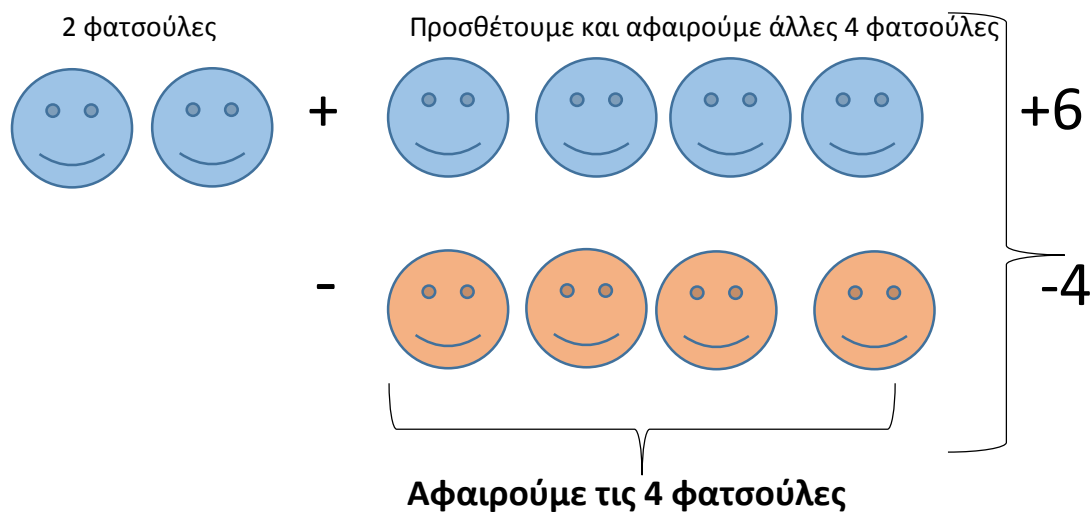 2 φατσούλες
Προσθέτουμε και αφαιρούμε άλλες 4 φατσούλες
+
+6
-
-4
Αφαιρούμε τις 4 φατσούλες